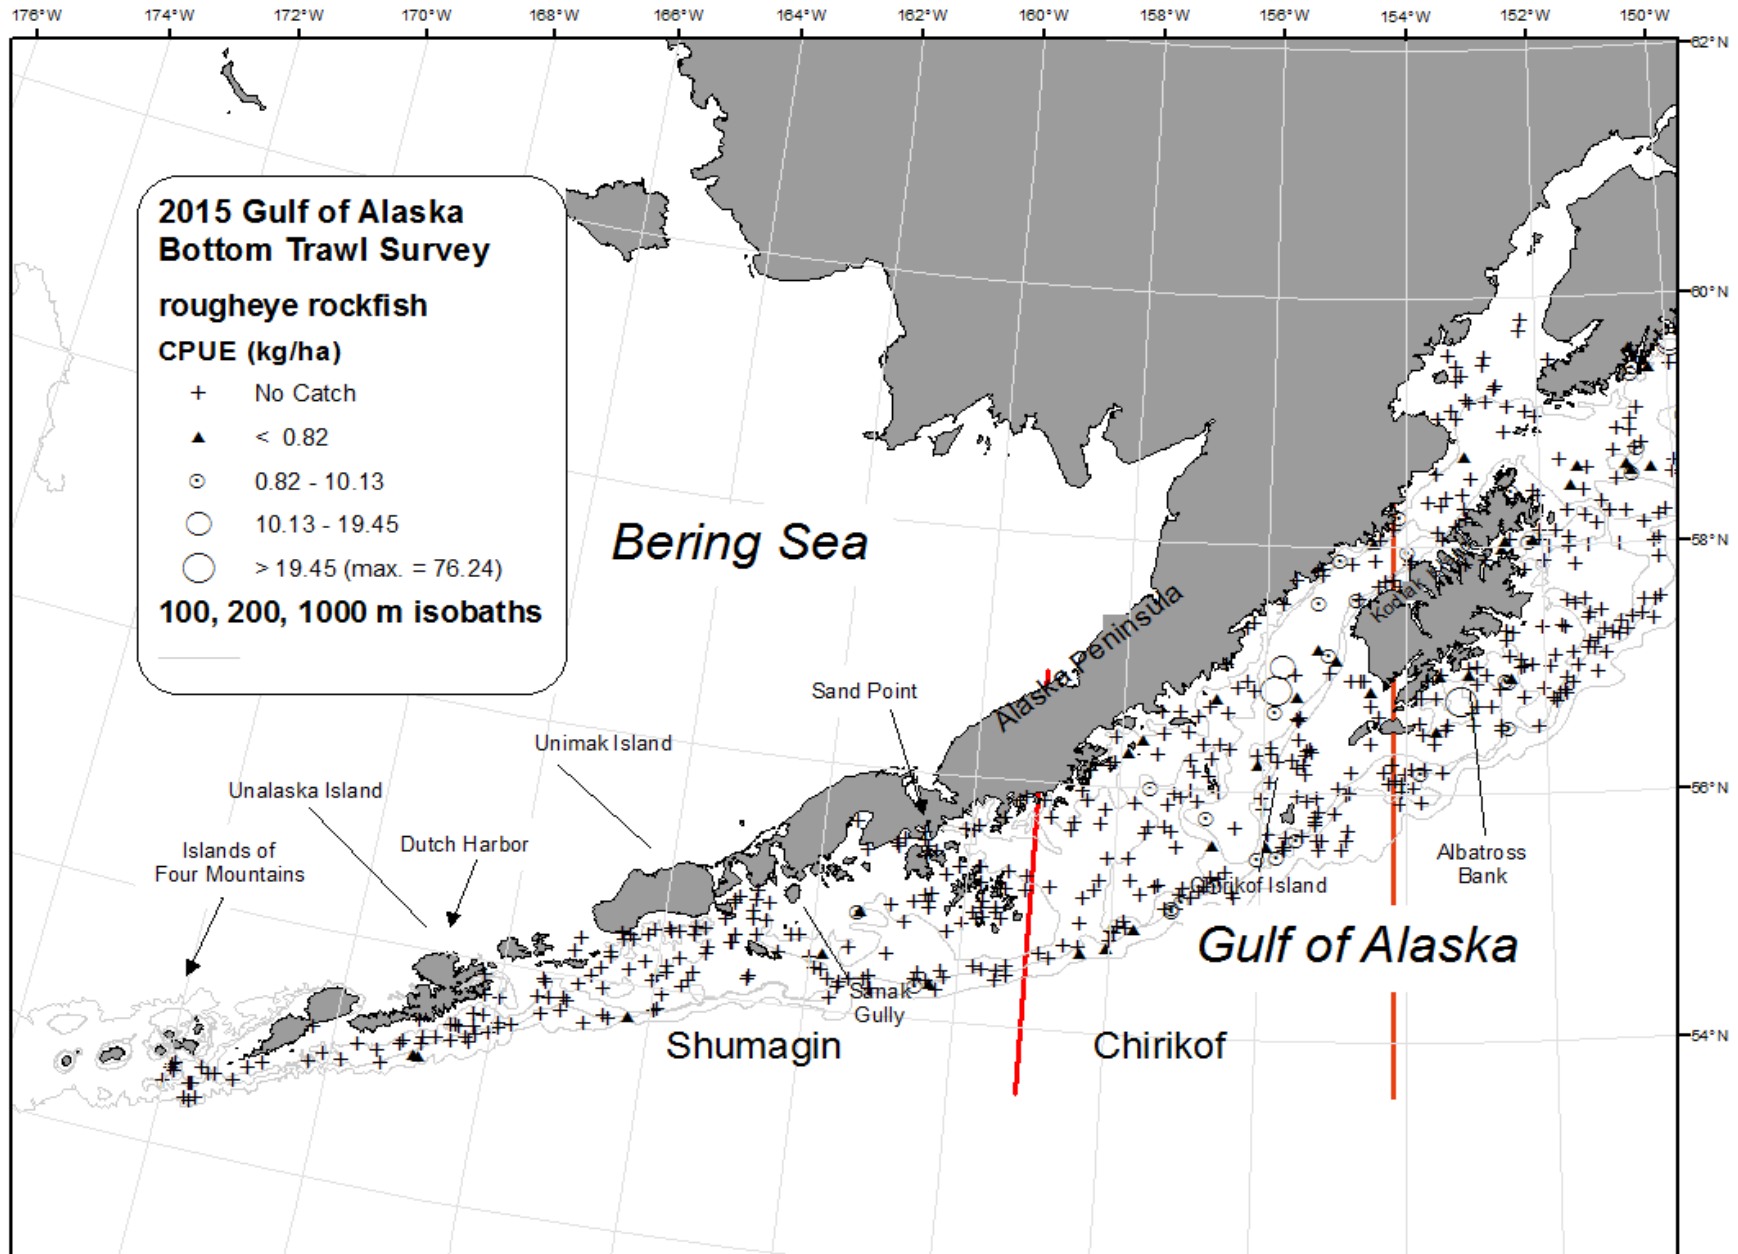 176°W 174°W 172°W 170°W 168°W 166°W 164°W 162°W 160°W 158°W 156°W 154°W 152°W 150°W
62°N
2015 Gulf of Alaska
Bottom Trawl Survey
rougheye rockfish
CPUE (kg/ha)
No Catch
< 0.82
0.82 - 10.13
10.13 - 19.45
> 19.45 (max. = 76.24)
100, 200, 1000 m isobaths
60°N
Bering Sea
58°N
Kodiak Island
Alaska Peninsula
Sand Point
Unimak Island
Unalaska Island
56°N
Dutch Harbor
Islands of
Four Mountains
Albatross
Bank
Chirikof Island
Gulf of Alaska
Sanak
Gully
Shumagin
Chirikof
54°N